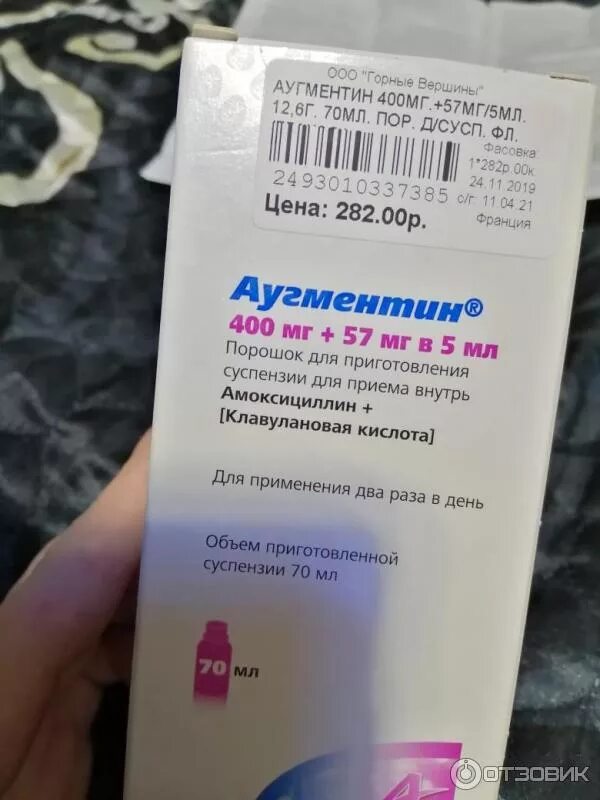 ООО "Горные Вершины"
АУГМЕНТИН 400МГ.+57МГ/5МЛ.
12,6Г. 70МЛ. ПОР. Д/СУСП. ФЛ.
Фасовка:
1*282р.00к.
24.11.2019
2493010337385 с/г: 11.04.21
Цена: 282.00р. Франция
Аугментин®
400 мг + 57 мг в 5 мл
Порошок для приготовления
суспензии для приема внутрь
Амоксициллин +
[Клавулановая кислота]
Для применения два раза в день
Объем приготовленной
суспензии 70 мл
70 мл
ОТЗОВИК